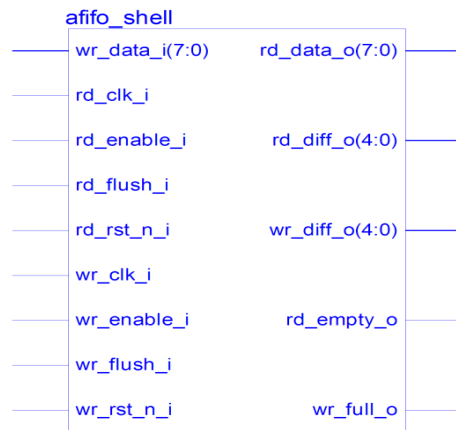 afifo_shell
wr_data_i(7:0) rd_data_o(7:0)
rd_clk_i
rd_enable_i rd_diff_o(4:0)
rd_flush_i
rd_rst_n_i wr_diff_o(4:0)
wr_clk_i
wr_enable_i rd_empty_o
wr_flush_i
wr_rst_n_i wr_full_o